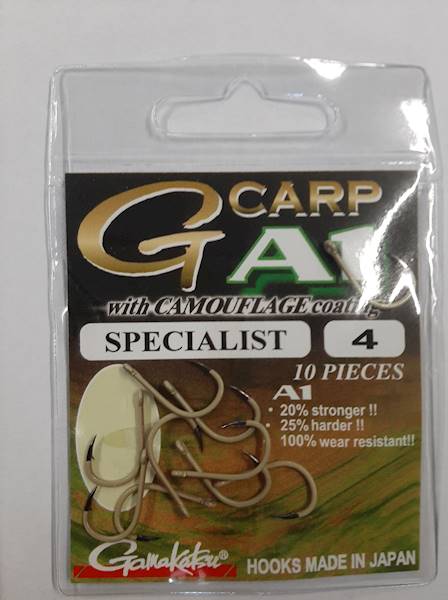 G CARP
A1
with CAMOUFLAGE coating
SPECIALIST 4
10 PIECES
A1
• 20% stronger !!
• 25% harder !!
100% wear resistant!!
Gamakatsu®
HOOKS MADE IN JAPAN